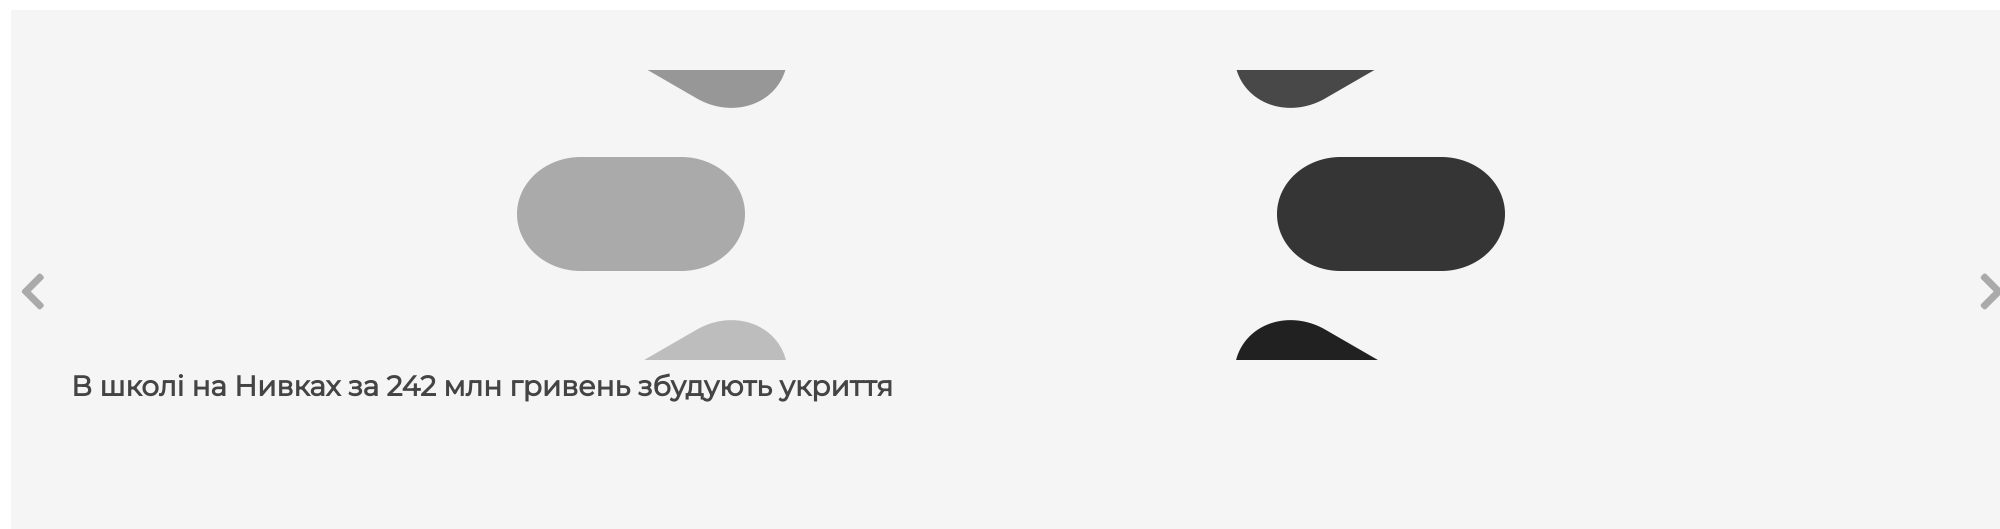 В школі на Нивках за 242 млн гривень збудують укриття